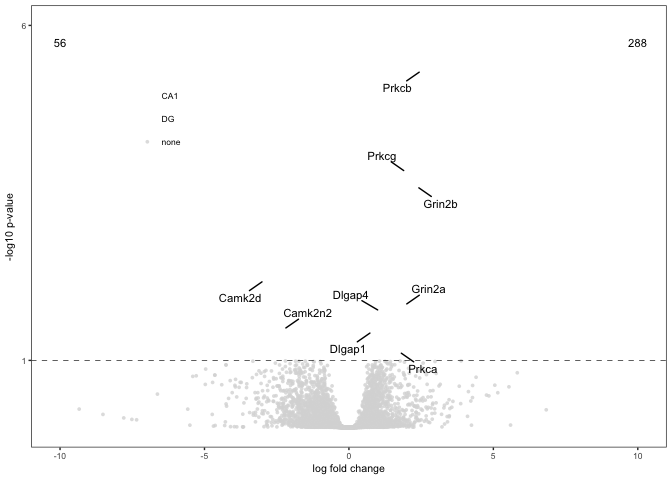 6
56
288
Prkcb
CA1
DG
none
Prkcg
Grin2b
-log10 p-value
Camk2d
Dlgap4
Grin2a
Camk2n2
Dlgap1
1
Prkca
-10
-5
0
5
10
log fold change